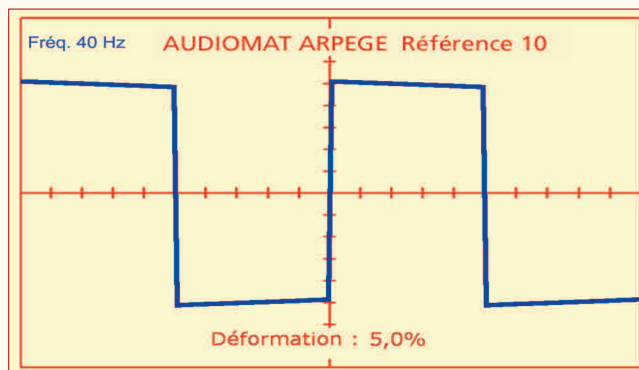 Fréq. 40 Hz
AUDIOMAT ARPEGE Référence 10
Déformation : 5,0%